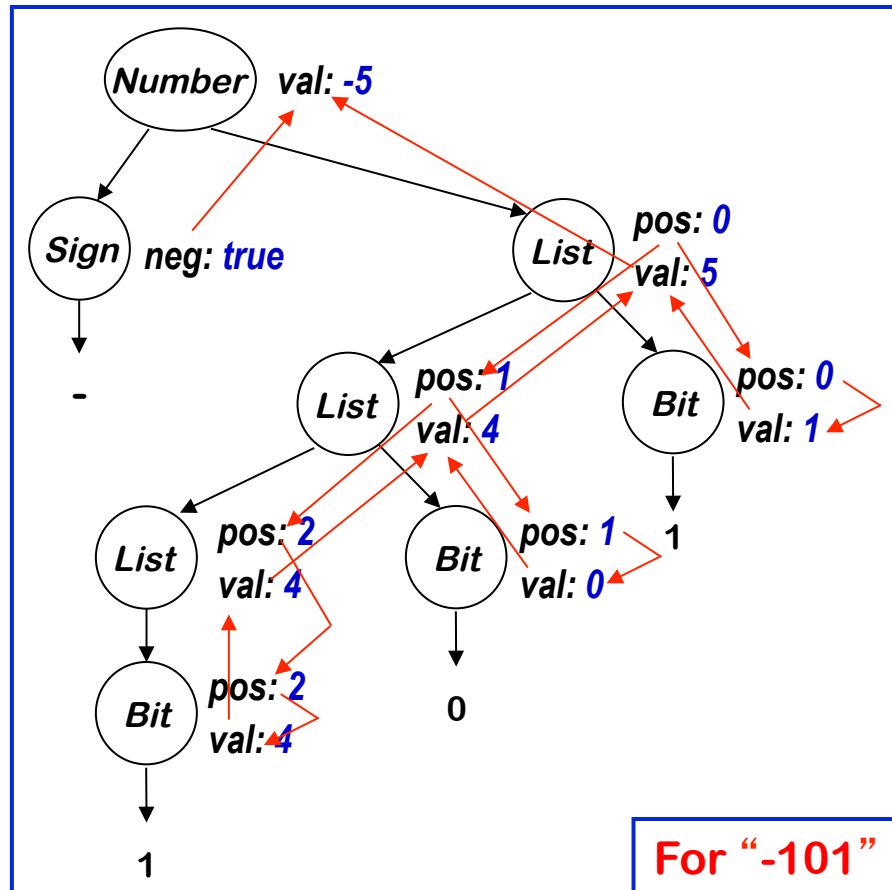 Number val: -5
Sign neg: true
List pos: 0
val: 5
-
List pos: 1
val: 4
Bit pos: 0
val: 1
List pos: 2
val: 4
Bit pos: 1
val: 0
1
Bit pos: 2
val: 4
0
1
For “-101”